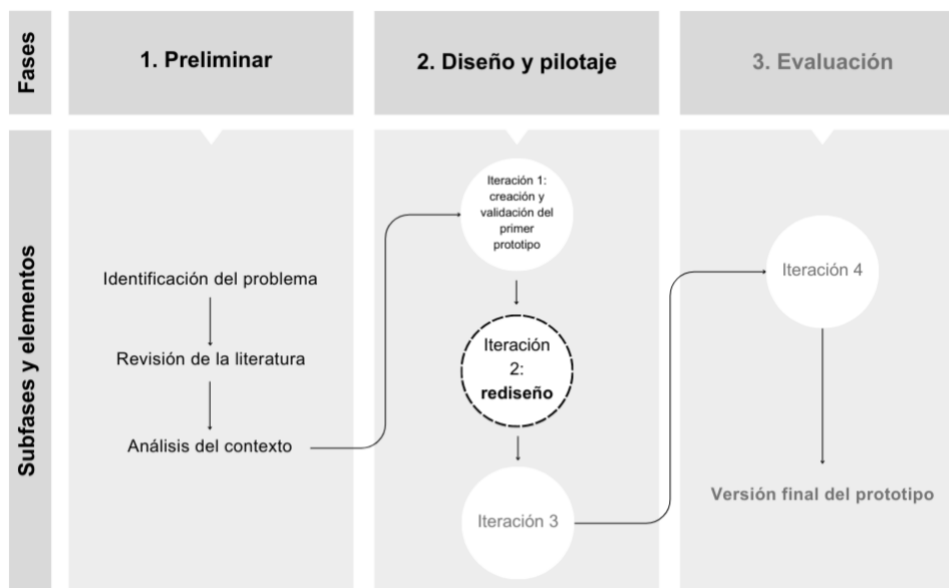 Fases
1. Preliminar
2. Diseño y pilotaje
3. Evaluación
Subfases y elementos
Identificación del problema
Revisión de la literatura
Análisis del contexto
Iteración 1:
creación y
validación del
primer
prototipo
Iteración
2:
rediseño
Iteración 3
Iteración 4
Versión final del prototipo